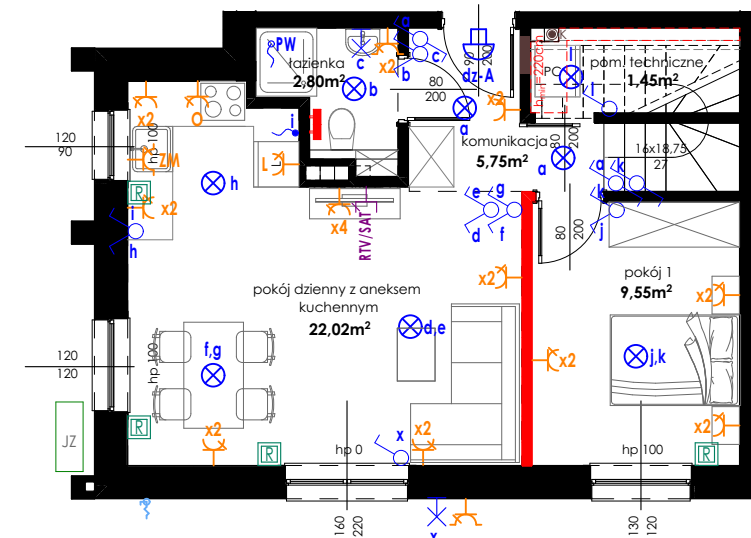 PW
łazienka
2,80m²
c
x2
a
b
c
b
80
200
90
200
dz-A
a
x2
hmin=220cm
K
PC
l
pom. techniczne
1,45m²
l
komunikacja
5,75m²
a
80
200
16x18,75
27
a
k
k
j
120
90
hp 100
x2
O
ZM
i
L
L
R
x2
i
h
h
x4
RTV/SAT
e
g
d
f
80
200
pokój dzienny z aneksem
kuchennym
22,02m²
x2
pokój 1
9,55m²
x2
f,g
d,e
j,k
x2
120
120
hp. 100
JZ
R
x2
R
x
x2
x2
R
hp 0
hp 100
160
220
x
130
120